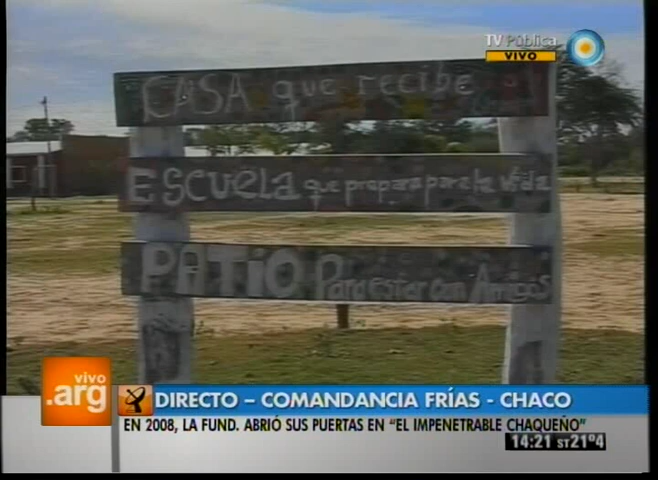 TV Pública
VIVO
CASA que recibe
ESCUELA que prepara para la vida
PATIO Para estar con Amigos
vivo
.arg
DIRECTO – COMANDANCIA FRÍAS - CHACO
EN 2008, LA FUND. ABRIÓ SUS PUERTAS EN "EL IMPENETRABLE CHAQUEÑO"
14:21 ST21º4